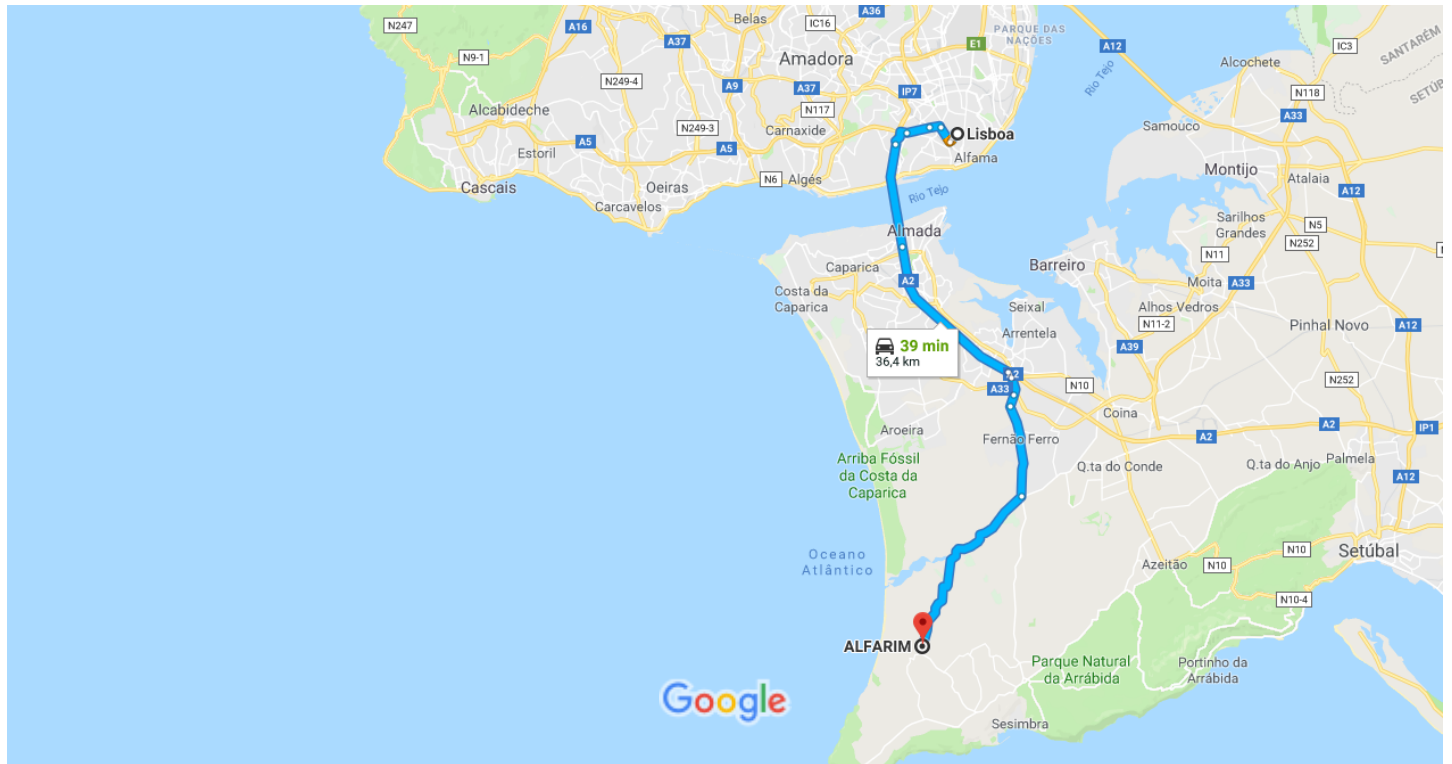 N247
A16
Belas
IC16
A36
PARQUE DAS
NAÇÕES
A37
E1
A12
IC3
SANTARÉM
SETÚB
N9-1
Amadora
Rio Tejo
Alcochete
N249-4
A9
A37
IP7
N118
Alcabideche
N117
A33
N249-3
Carnaxide
Lisboa
Samouco
A5
A5
Estoril
Alfama
Montijo
Atalaia
N6
Algés
Cascais
Oeiras
A12
Carcavelos
Rio Tejo
Sarilhos
Grandes
N5
Almada
N252
N11
Caparica
Barreiro
A2
Moita
A33
Costa da
Caparica
Seixal
Alhos Vedros
Arrentela
N11-2
Pinhal Novo
A12
39 min
36,4 km
A39
A2
A33
N10
N252
Coina
Aroeira
Fernão Ferro
A2
A2
IP1
Arriba Fóssil
da Costa da
Caparica
Q.ta do Conde
Q.ta do Anjo
Palmela
A12
Oceano
Atlântico
Azeitão
N10
N10
Setúbal
N10-4
ALFARIM
Parque Natural
da Arrábida
Portinho da
Arrábida
Google
Sesimbra